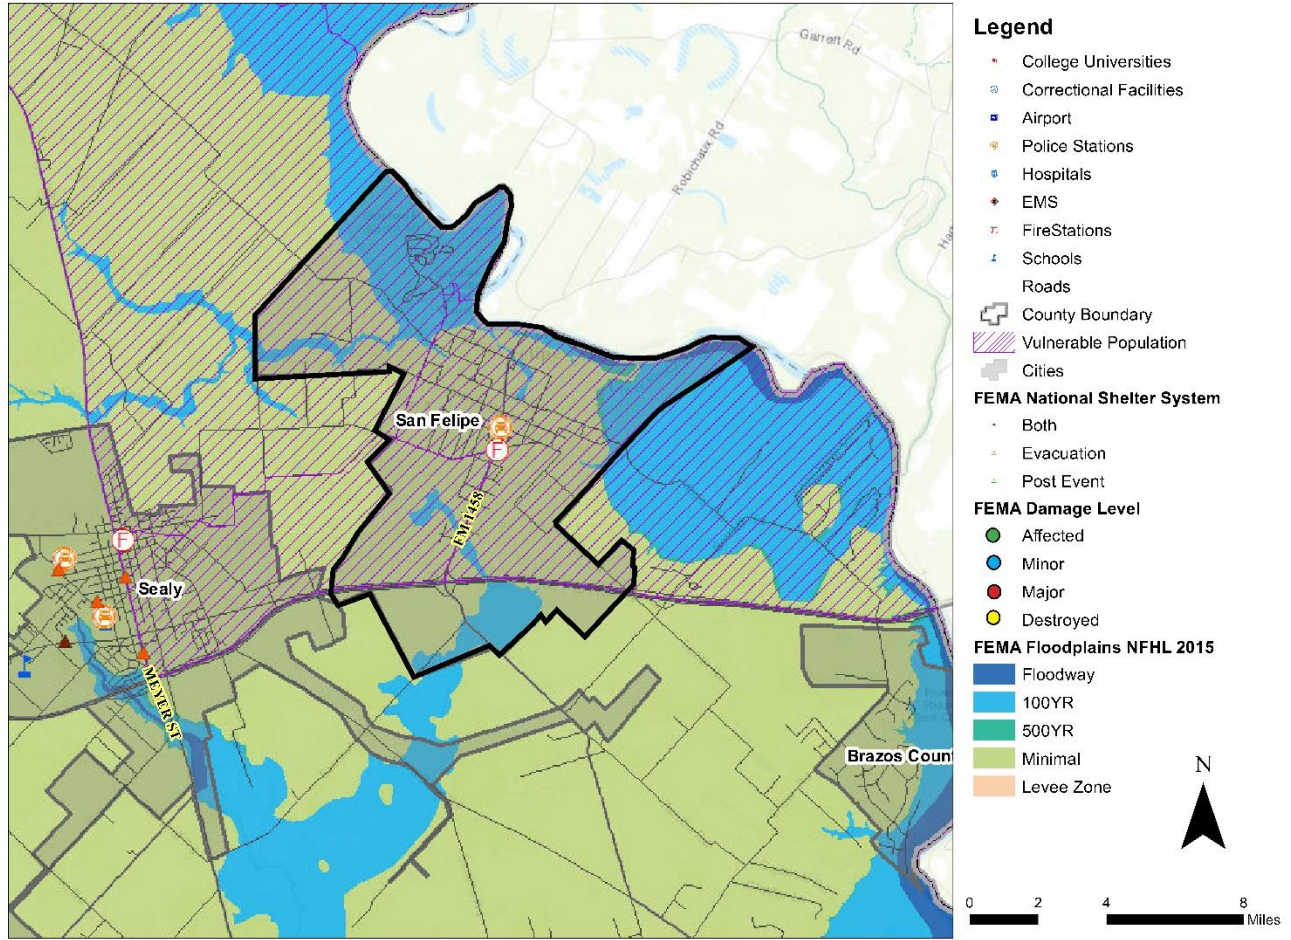 Garrett Rd
Robichaux Rd
San Felipe
F
FM 1458
F
Sealy
MEYER ST
Brazos Coun
Legend
College Universities
Correctional Facilities
Airport
Police Stations
Hospitals
EMS
FireStations
Schools
Roads
County Boundary
Vulnerable Population
Cities
FEMA National Shelter System
Both
Evacuation
Post Event
FEMA Damage Level
Affected
Minor
Major
Destroyed
FEMA Floodplains NFHL 2015
Floodway
100YR
500YR
Minimal
Levee Zone
N
0 2 4 8
Miles